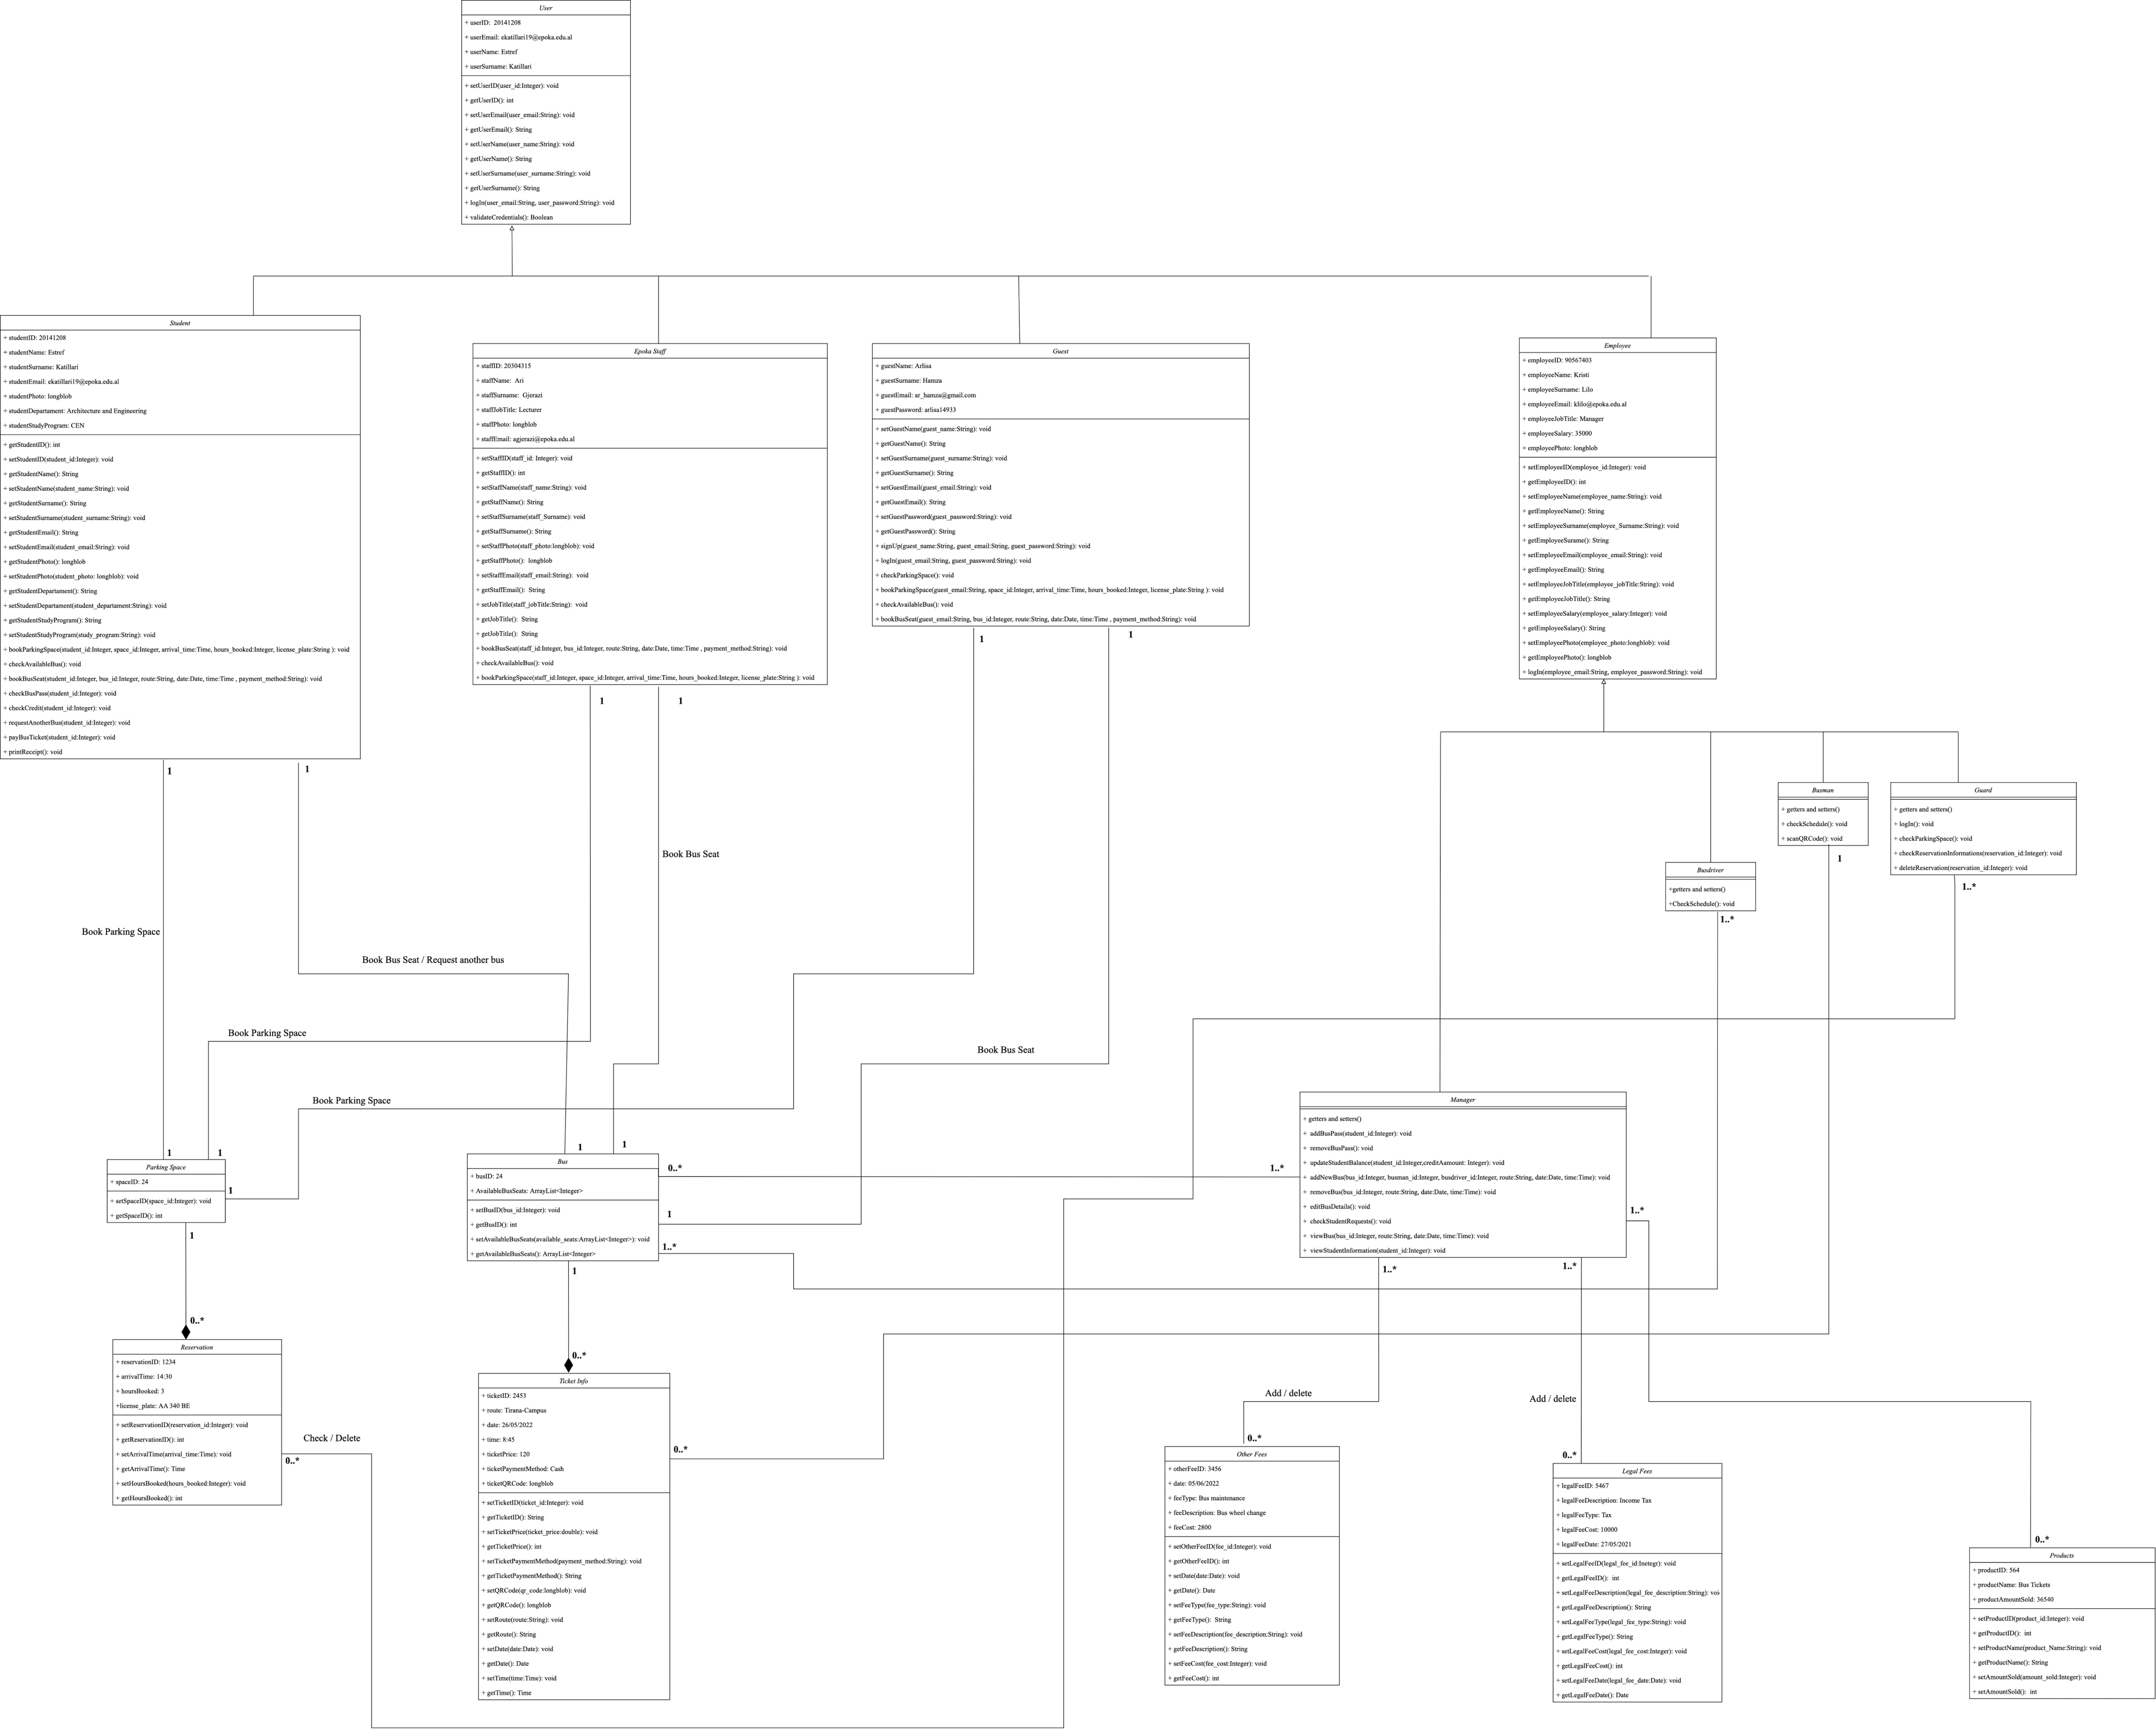 User
+ userID:  20141208
+ userEmail: ekatillari19@epoka.edu.al
+ userName: Estref
+ userSurname: Katillari
+ setUserID(user_id:Integer): void
+ getUserID(): int
+ setUserEmail(user_email:String): void
+ getUserEmail(): String
+ setUserName(user_name:String): void
+ getUserName(): String
+ setUserSurname(user_surname:String): void
+ getUserSurname(): String
+ logIn(user_email:String, user_password:String): void
+ validateCredentials(): Boolean
Student
+ studentID: 20141208
+ studentName: Estref
+ studentSurname: Katillari
+ studentEmail: ekatillari19@epoka.edu.al
+ studentPhoto: longblob
+ studentDepartament: Architecture and Engineering
+ studentStudyProgram: CEN
+ getStudentID(): int
+ setStudentID(student_id:Integer): void
+ getStudentName(): String
+ setStudentName(student_name:String): void
+ getStudentSurname(): String
+ setStudentSurname(student_surname:String): void
+ getStudentEmail(): String
+ setStudentEmail(student_email:String): void
+ getStudentPhoto(): longblob
+ setStudentPhoto(student_photo: longblob): void
+ getStudentDepartament(): String
+ setStudentDepartament(student_departament:String): void
+ getStudentStudyProgram(): String
+ setStudentStudyProgram(study_program:String): void
+ bookParkingSpace(student_id:Integer, space_id:Integer, arrival_time:Time, hours_booked:Integer, license_plate:String ): void
+ checkAvailableBus(): void
+ bookBusSeat(student_id:Integer, bus_id:Integer, route:String, date:Date, time:Time , payment_method:String): void
+ checkBusPass(student_id:Integer): void
+ checkCredit(student_id:Integer): void
+ requestAnotherBus(student_id:Integer): void
+ payBusTicket(student_id:Integer): void
+ printReceipt(): void
Epoka Staff
+ staffID: 20304315
+ staffName:  Ari
+ staffSurname:  Gjerazi
+ staffJobTitle: Lecturer
+ staffPhoto: longblob
+ staffEmail: agjerazi@epoka.edu.al
+ setStaffID(staff_id: Integer): void
+ getStaffID(): int
+ setStaffName(staff_name:String): void
+ getStaffName(): String
+ setStaffSurname(staff_Surname): void
+ getStaffSurname(): String
+ setStaffPhoto(staff_photo:longblob): void
+ getStaffPhoto():  longblob
+ setStaffEmail(staff_email:String):  void
+ getStaffEmail():  String
+ setJobTitle(staff_jobTitle:String):  void
+ getJobTitle():  String
+ getJobTitle():  String
+ bookBusSeat(staff_id:Integer, bus_id:Integer, route:String, date:Date, time:Time , payment_method:String): void
+ checkAvailableBus(): void
+ bookParkingSpace(staff_id:Integer, space_id:Integer, arrival_time:Time, hours_booked:Integer, license_plate:String ): void
Guest
+ guestName: Arlisa
+ guestSurname: Hamza
+ guestEmail: ar_hamza@gmail.com
+ guestPassword: arlisa14933
+ setGuestName(guest_name:String): void
+ getGuestName(): String
+ setGuestSurname(guest_surname:String): void
+ getGuestSurname(): String
+ setGuestEmail(guest_email:String): void
+ getGuestEmail(): String
+ setGuestPassword(guest_password:String): void
+ getGuestPassword(): String
+ signUp(guest_name:String, guest_email:String, guest_password:String): void
+ logIn(guest_email:String, guest_password:String): void
+ checkParkingSpace(): void
+ bookParkingSpace(guest_email:String, space_id:Integer, arrival_time:Time, hours_booked:Integer, license_plate:String ): void
+ checkAvailableBus(): void
+ bookBusSeat(guest_email:String, bus_id:Integer, route:String, date:Date, time:Time , payment_method:String): void
Employee
+ employeeID: 90567403
+ employeeName: Kristi
+ employeeSurname: Lilo
+ employeeEmail: klilo@epoka.edu.al
+ employeeJobTitle: Manager
+ employeeSalary: 35000
+ employeePhoto: longblob
+ setEmployeeID(employee_id:Integer): void
+ getEmployeeID(): int
+ setEmployeeName(employee_name:String): void
+ getEmployeeName(): String
+ setEmployeeSurname(employee_Surname:String): void
+ getEmployeeSurame(): String
+ setEmployeeEmail(employee_email:String): void
+ getEmployeeEmail(): String
+ setEmployeeJobTitle(employee_jobTitle:String): void
+ getEmployeeJobTitle(): String
+ setEmployeeSalary(employee_salary:Integer): void
+ getEmployeeSalary(): String
+ setEmployeePhoto(employee_photo:longblob): void
+ getEmployeePhoto(): longblob
+ logIn(employee_email:String, employee_password:String): void
1
1
1
1
1
1
Busman
+ getters and setters()
+ checkSchedule(): void
+ scanQRCode(): void
1
Guard
+ getters and setters()
+ logIn(): void
+ checkParkingSpace(): void
+ checkReservationInformations(reservation_id:Integer): void
+ deleteReservation(reservation_id:Integer): void
1..*
Busdriver
+getters and setters()
+CheckSchedule(): void
1..*
Book Bus Seat
Book Parking Space
Book Bus Seat / Request another bus
Book Parking Space
Book Bus Seat
Book Parking Space
1
1
1
1
1
Parking Space
+ spaceID: 24
+ setSpaceID(space_id:Integer): void
+ getSpaceID(): int
1
Bus
+ busID: 24
+ AvailableBusSeats: ArrayList<Integer>
+ setBusID(bus_id:Integer): void
+ getBusID(): int
+ setAvailableBusSeats(available_seats:ArrayList<Integer>): void
+ getAvailableBusSeats(): ArrayList<Integer>
0..*
1..*
1
1..*
1
Manager
+ getters and setters()
+  addBusPass(student_id:Integer): void
+  removeBusPass(): void
+  updateStudentBalance(student_id:Integer,creditAamount: Integer): void
+  addNewBus(bus_id:Integer, busman_id:Integer, busdriver_id:Integer, route:String, date:Date, time:Time): void
+  removeBus(bus_id:Integer, route:String, date:Date, time:Time): void
+  editBusDetails(): void
+  checkStudentRequests(): void
+  viewBus(bus_id:Integer, route:String, date:Date, time:Time): void
+  viewStudentInformation(student_id:Integer): void
1..*
1..*
1..*
0..*
Reservation
+ reservationID: 1234
+ arrivalTime: 14:30
+ hoursBooked: 3
+license_plate: AA 340 BE
+ setReservationID(reservation_id:Integer): void
+ getReservationID(): int
+ setArrivalTime(arrival_time:Time): void
+ getArrivalTime(): Time
+ setHoursBooked(hours_booked:Integer): void
+ getHoursBooked(): int
Check / Delete
0..*
0..*
Ticket Info
+ ticketID: 2453
+ route: Tirana-Campus
+ date: 26/05/2022
+ time: 8:45
+ ticketPrice: 120
+ ticketPaymentMethod: Cash
+ ticketQRCode: longblob
+ setTicketID(ticket_id:Integer): void
+ getTicketID(): String
+ setTicketPrice(ticket_price:double): void
+ getTicketPrice(): int
+ setTicketPaymentMethod(payment_method:String): void
+ getTicketPaymentMethod(): String
+ setQRCode(qr_code:longblob): void
+ getQRCode(): longblob
+ setRoute(route:String): void
+ getRoute(): String
+ setDate(date:Date): void
+ getDate(): Date
+ setTime(time:Time): void
+ getTime(): Time
0..*
Add / delete
0..*
Other Fees
+ otherFeeID: 3456
+ date: 05/06/2022
+ feeType: Bus maintenance
+ feeDescription: Bus wheel change
+ feeCost: 2800
+ setOtherFeeID(fee_id:Integer): void
+ getOtherFeeID(): int
+ setDate(date:Date): void
+ getDate(): Date
+ setFeeType(fee_type:String): void
+ getFeeType():  String
+ setFeeDescription(fee_description:String): void
+ getFeeDescription(): String
+ setFeeCost(fee_cost:Integer): void
+ getFeeCost(): int
Add / delete
0..*
Legal Fees
+ legalFeeID: 5467
+ legalFeeDescription: Income Tax
+ legalFeeType: Tax
+ legalFeeCost: 10000
+ legalFeeDate: 27/05/2021
+ setLegalFeeID(legal_fee_id:Inetegr): void
+ getLegalFeeID():  int
+ setLegalFeeDescription(legal_fee_description:String): voi
+ getLegalFeeDescription(): String
+ setLegalFeeType(legal_fee_type:String): void
+ getLegalFeeType(): String
+ setLegalFeeCost(legal_fee_cost:Integer): void
+ getLegalFeeCost(): int
+ setLegalFeeDate(legal_fee_date:Date): void
+ getLegalFeeDate(): Date
0..*
Products
+ productID: 564
+ productName: Bus Tickets
+ productAmountSold: 36540
+ setProductID(product_id:Integer): void
+ getProductID():  int
+ setProductName(product_Name:String): void
+ getProductName(): String
+ setAmountSold(amount_sold:Integer): void
+ setAmountSold():  int